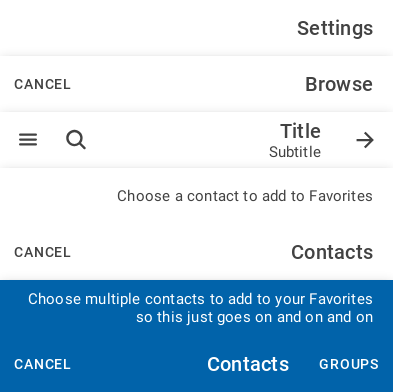 Settings
CANCEL Browse
Title
Subtitle
Choose a contact to add to Favorites
CANCEL Contacts
Choose multiple contacts to add to your Favorites
so this just goes on and on and on
CANCEL Contacts GROUPS